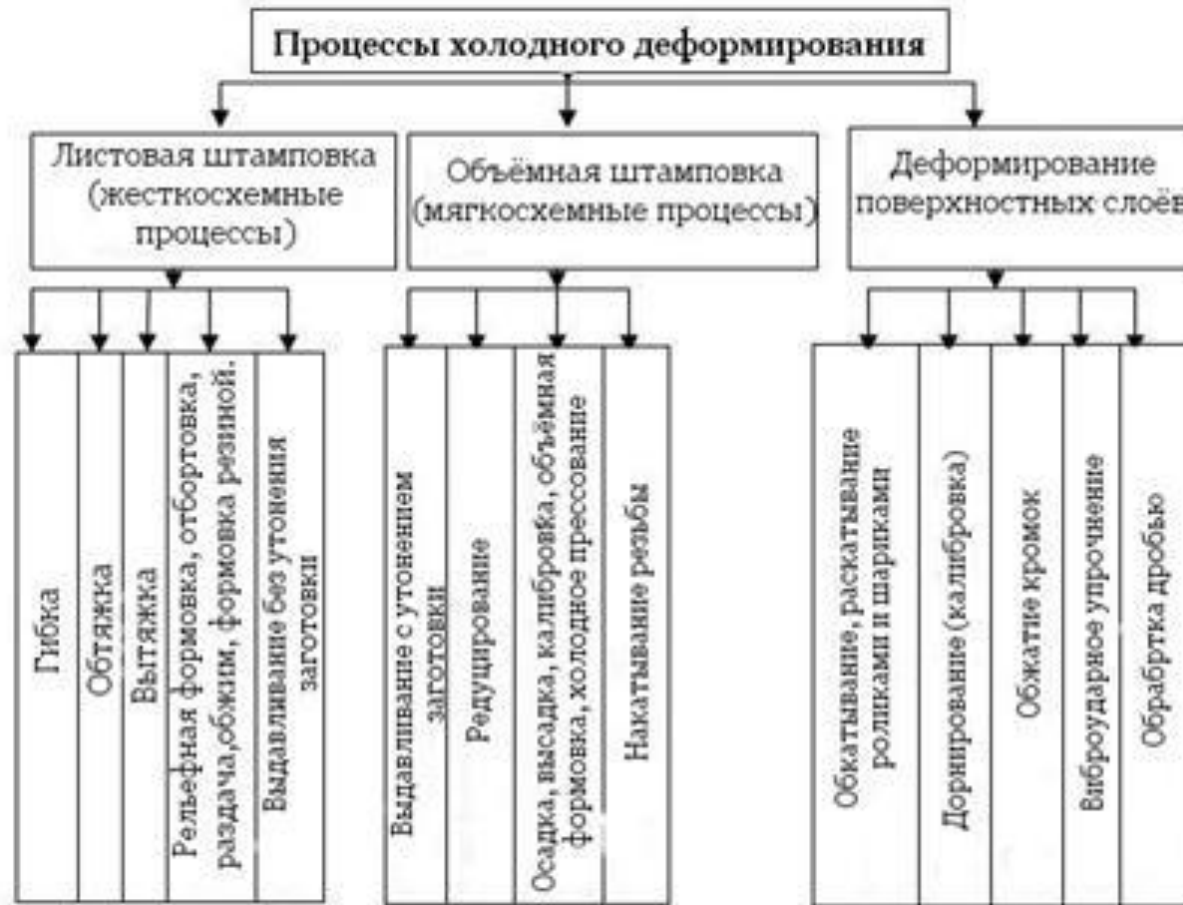 Процессы холодного деформирования
Листовая штамповка
(жесткосхемные
процессы)
Объёмная штамповка
(мягкосхемные процессы)
Деформирование
поверхностных слоёв
Гибка
Обтяжка
Вытяжка
Рельефная формовка, отбортовка,
раздача,обжим, формовка резиной.
Выдавливание без утонения
заготовки
Выдавливание с утонением
заготовки
Редуцирование
Осадка, высадка, калибровка, объёмная
формовка, холодное прессование
Накатывание резьбы
Обкатывание, раскатывание
роликами и шариками
Дорнирование (калибровка)
Обжатие кромок
Виброударное упрочнение
Обрабртка дробью